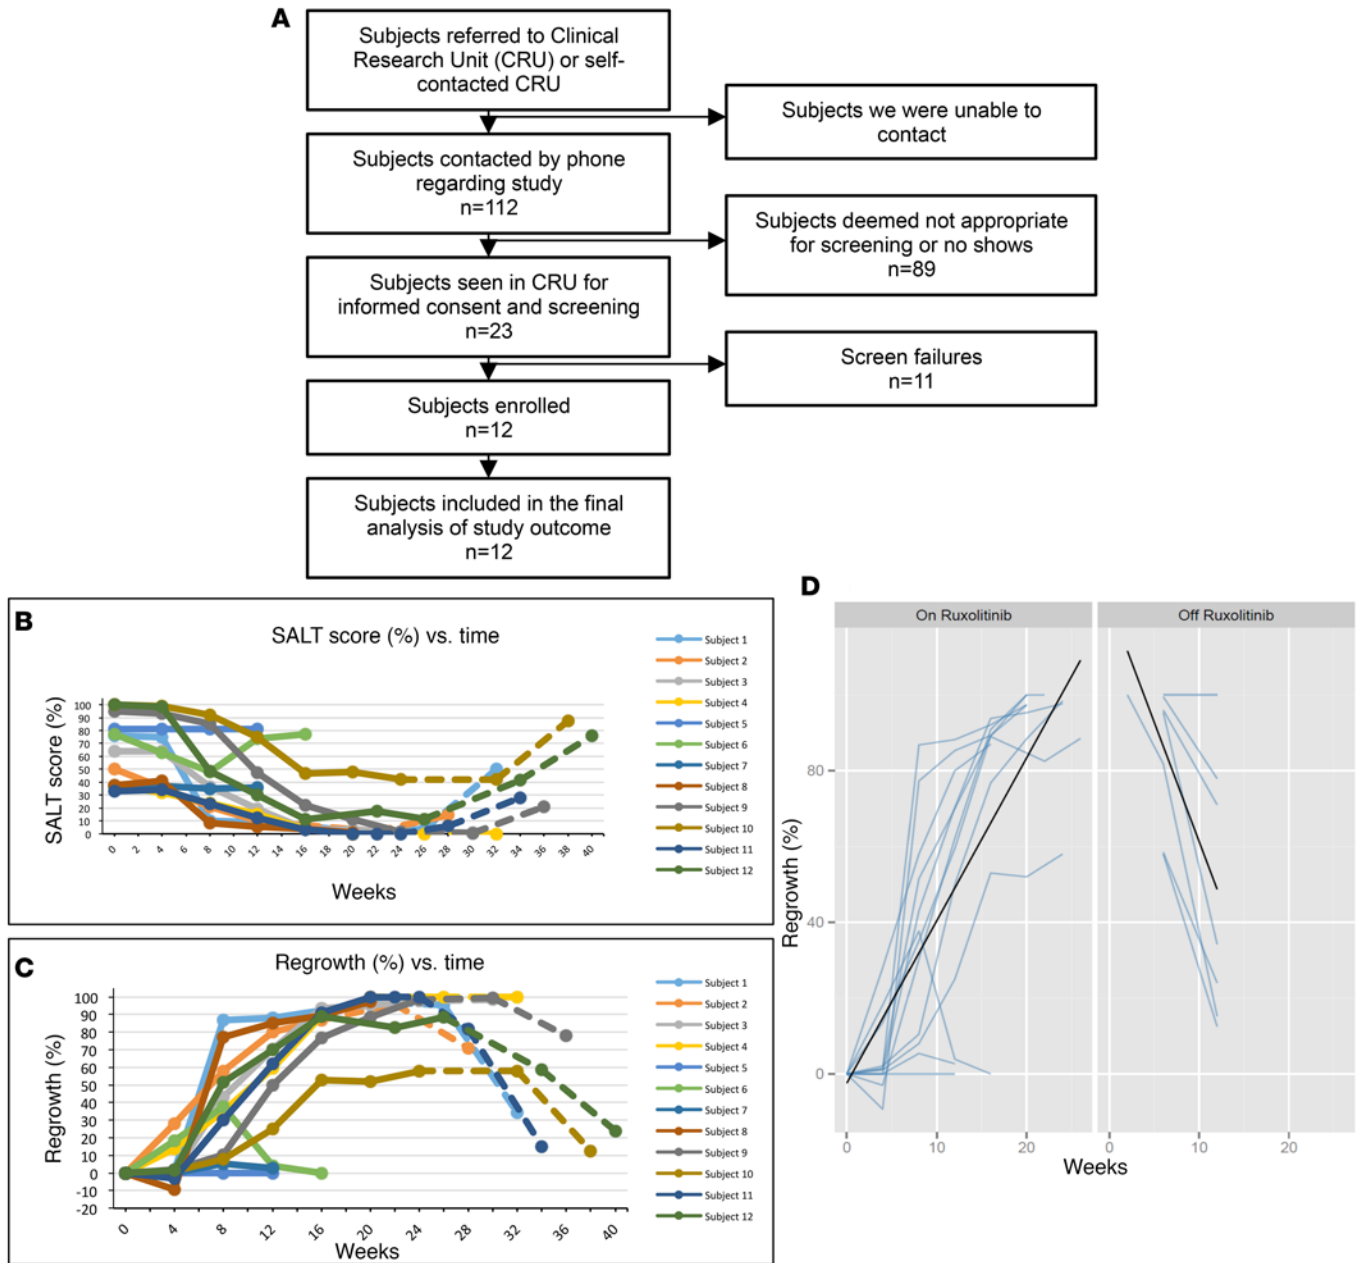 A
Subjects referred to Clinical
Research Unit (CRU) or self-
contacted CRU
Subjects we were unable to
contact
Subjects contacted by phone
regarding study
n=112
Subjects deemed not appropriate
for screening or no shows
n=89
Subjects seen in CRU for
informed consent and screening
n=23
Screen failures
n=11
Subjects enrolled
n=12
Subjects included in the final
analysis of study outcome
n=12
B
SALT score (%) vs. time
SALT score (%)
100
90
80
70
60
50
40
30
20
10
0
0 2 4 6 8 10 12 14 16 18 20 22 24 26 28 30 32 34 36 38 40
Weeks
Subject 1
Subject 2
Subject 3
Subject 4
Subject 5
Subject 6
Subject 7
Subject 8
Subject 9
Subject 10
Subject 11
Subject 12
C
Regrowth (%) vs. time
Regrowth (%)
100
90
80
70
60
50
40
30
20
10
0
-10
-20
0 4 8 12 16 20 24 28 32 36 40
Weeks
Subject 1
Subject 2
Subject 3
Subject 4
Subject 5
Subject 6
Subject 7
Subject 8
Subject 9
Subject 10
Subject 11
Subject 12
D
On Ruxolitinib Off Ruxolitinib
Regrowth (%)
80
40
0
0 10 20 0 10 20
Weeks Weeks